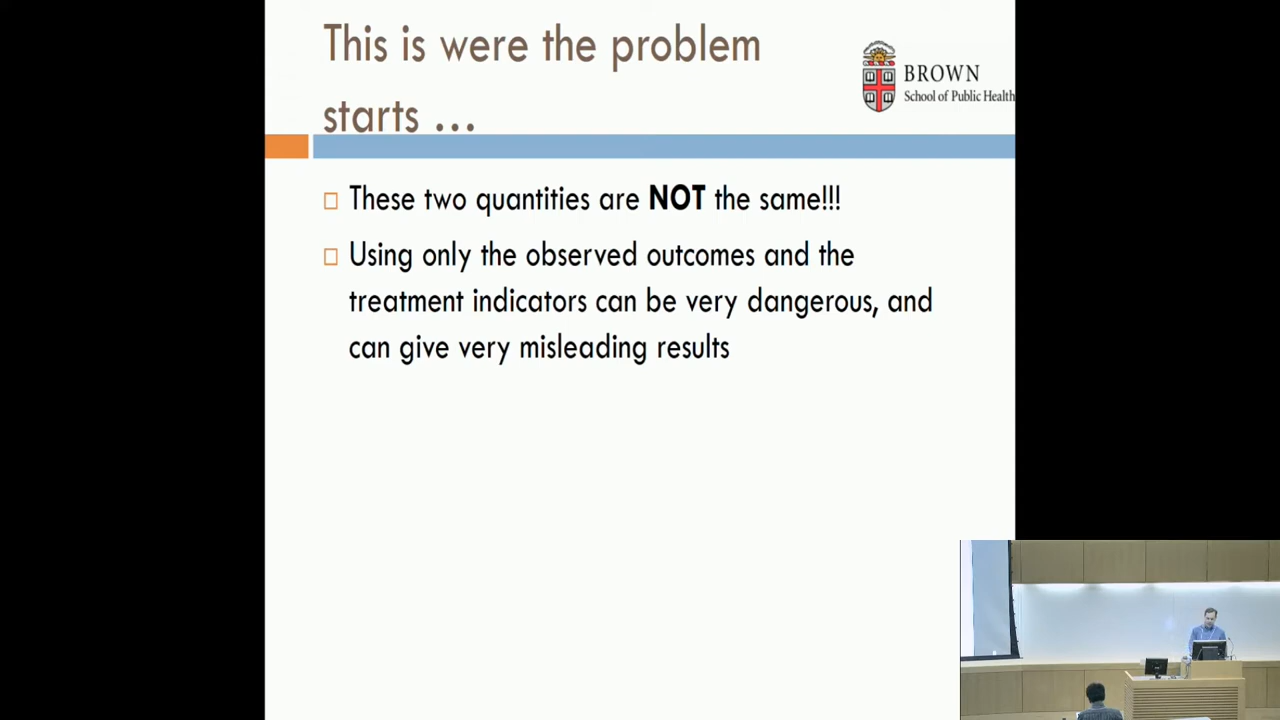 This is were the problem
starts ...
BROWN
School of Public Health
These two quantities are NOT the same!!!
Using only the observed outcomes and the
treatment indicators can be very dangerous, and
can give very misleading results